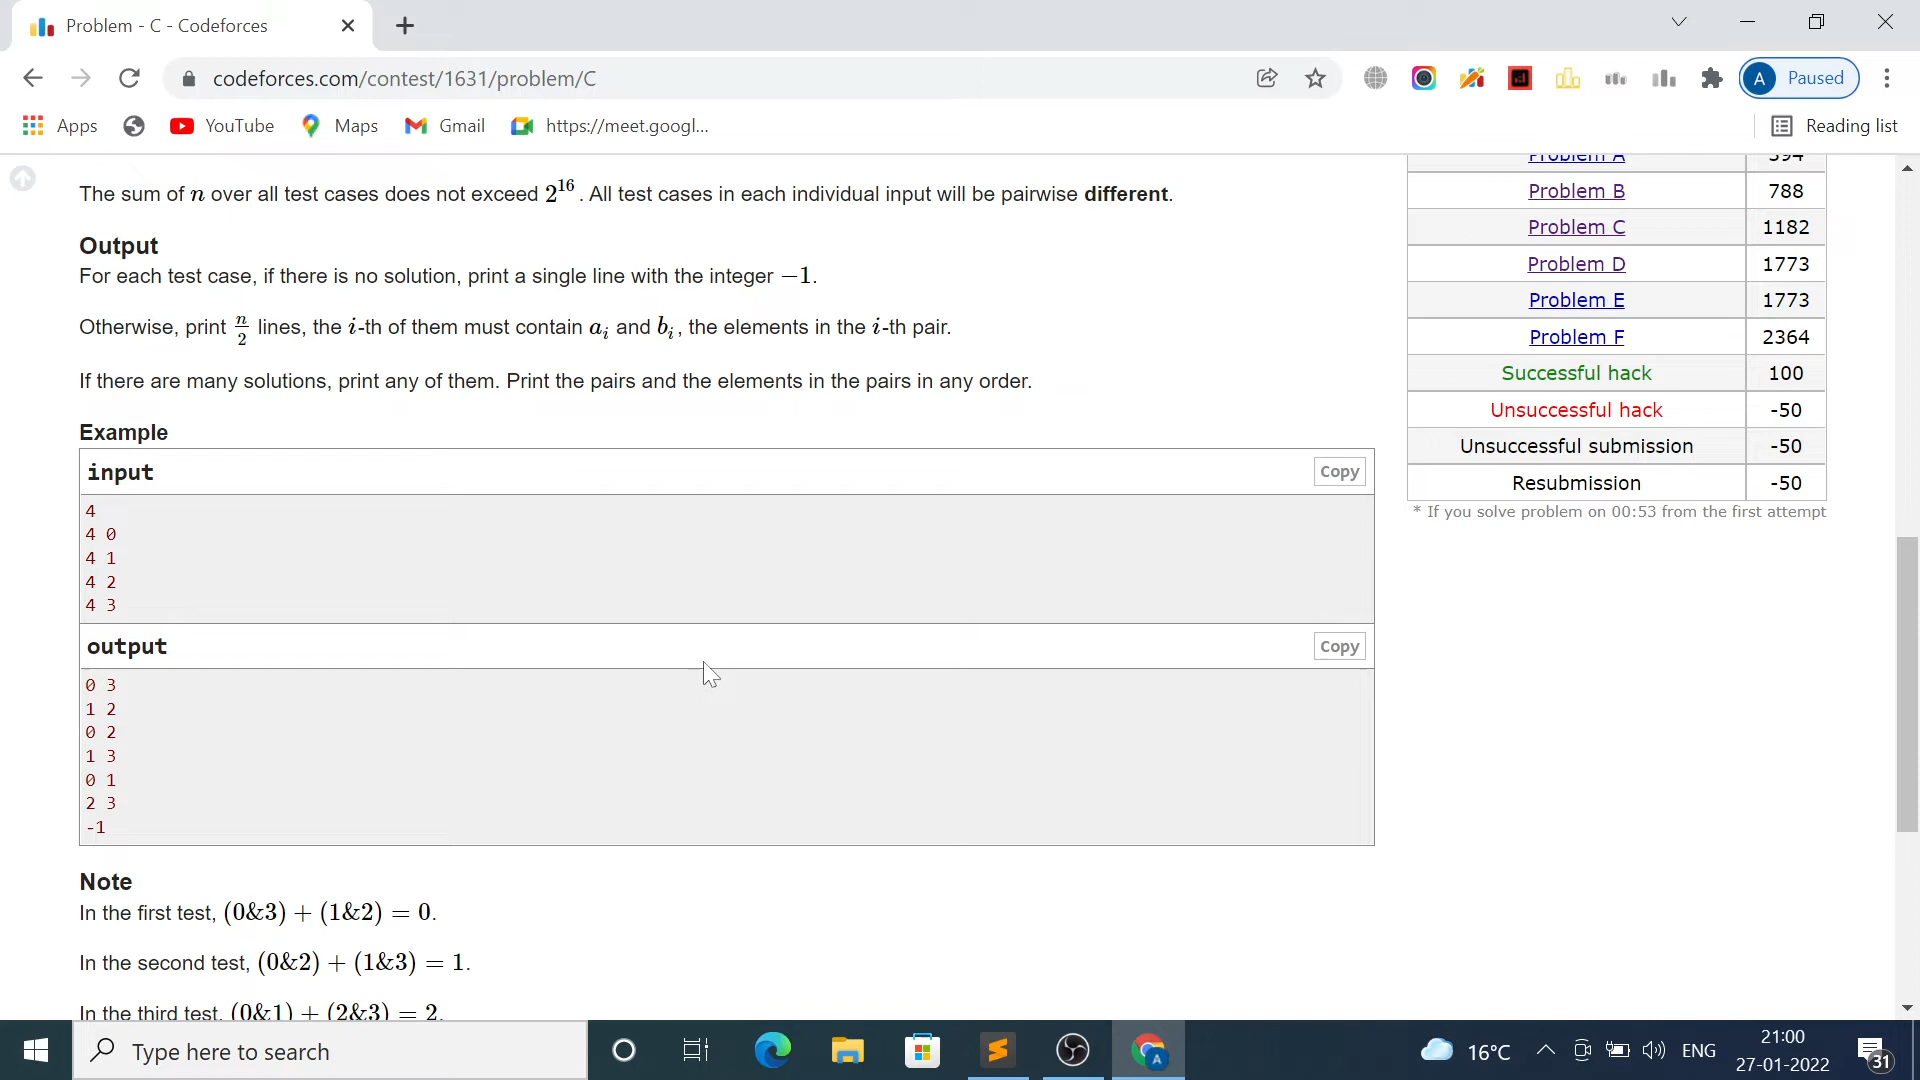 Problem - C - Codeforces
codeforces.com/contest/1631/problem/C
A Paused
Apps YouTube Maps Gmail https://meet.googl... Reading list
The sum of n over all test cases does not exceed 2^16. All test cases in each individual input will be pairwise different.
Output
For each test case, if there is no solution, print a single line with the integer −1.
Otherwise, print n/2 lines, the i-th of them must contain a_i and b_i, the elements in the i-th pair.
If there are many solutions, print any of them. Print the pairs and the elements in the pairs in any order.
Example
input Copy
4
4 0
4 1
4 2
4 3
output Copy
0 3
1 2
0 2
1 3
0 1
2 3
-1
Note
In the first test, (0&3) + (1&2) = 0.
In the second test, (0&2) + (1&3) = 1.
In the third test, (0&1) + (2&3) = 2.
Problem A 394
Problem B 788
Problem C 1182
Problem D 1773
Problem E 1773
Problem F 2364
Successful hack 100
Unsuccessful hack -50
Unsuccessful submission -50
Resubmission -50
* If you solve problem on 00:53 from the first attempt
Type here to search
A
16°C
ENG
21:00
27-01-2022
31